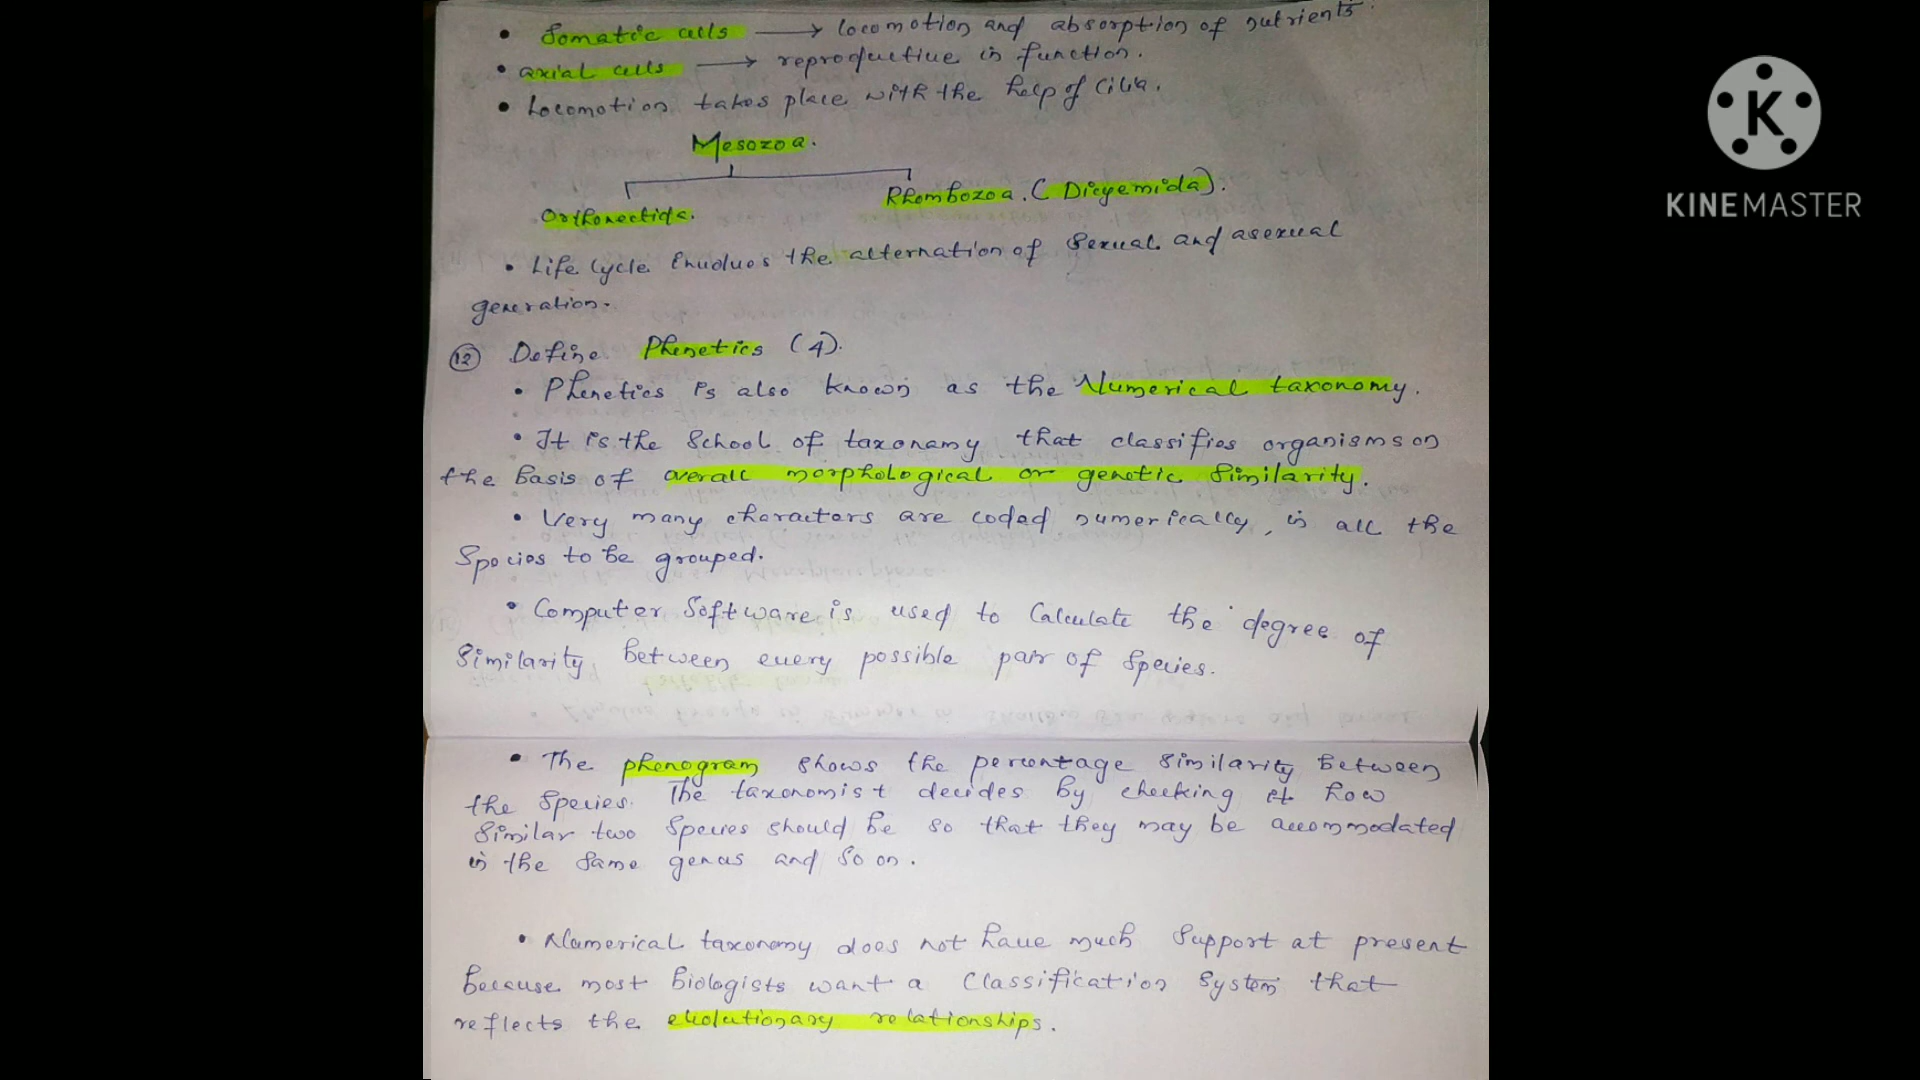 • Somatic cells → locomotion and absorption of nutrients.
• axial cells → reproductive in function.
• Locomotion takes place with the help of Cilia.
Mesozoa.
Orthonectida. Rhombozoa. (Dicyemida).
• Life Cycle Envolves the alternation of Sexual and asexual
generation.
12 Define Phenetics (4).
• Phenetics is also known as the Numerical taxonomy.
• It is the School of taxonamy that classifies organisms on
the basis of overall morphological or genetic Similarity.
• Very many characters are coded numerically, in all the
Species to be grouped.
• Computer Software is used to Calculate the degree of
Similarity between every possible pair of Species.
• The phenogram shows the percentage similarity between
the Species. The taxonomist decides by checking how
Similar two Species should be so that they may be accommodated
in the same genus and so on.
• Numerical taxonomy does not have much Support at present
because most biologists want a Classification System that
reflects the evolutionary relationships.
K
KINEMASTER